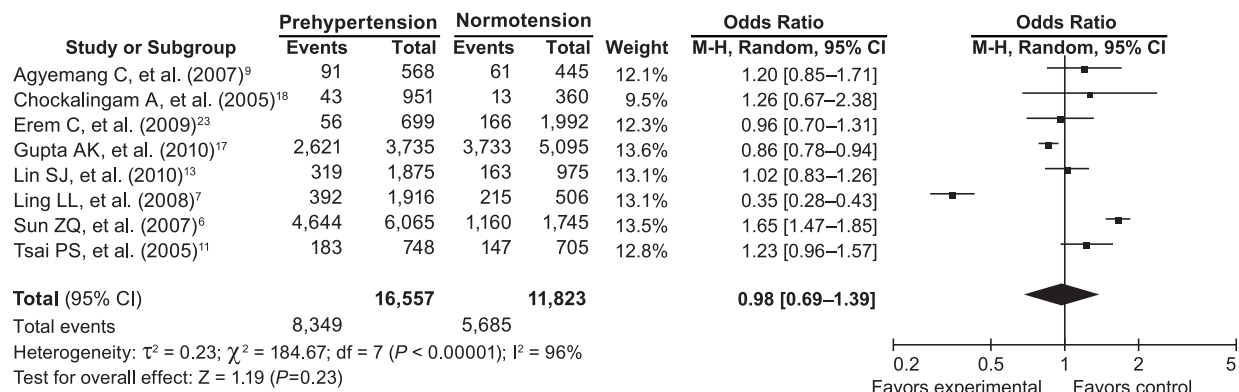 Prehypertension Normotension Odds Ratio Odds Ratio
Study or Subgroup Events Total Events Total Weight M-H, Random, 95% CI M-H, Random, 95% CI
Agyemang C, et al. (2007)⁹ 91 568 61 445 12.1% 1.20 [0.85–1.71]
Chockalingam A, et al. (2005)¹⁸ 43 951 13 360 9.5% 1.26 [0.67–2.38]
Erem C, et al. (2009)²³ 56 699 166 1,992 12.3% 0.96 [0.70–1.31]
Gupta AK, et al. (2010)¹⁷ 2,621 3,735 3,733 5,095 13.6% 0.86 [0.78–0.94]
Lin SJ, et al. (2010)¹³ 319 1,875 163 975 13.1% 1.02 [0.83–1.26]
Ling LL, et al. (2008)⁷ 392 1,916 215 506 13.1% 0.35 [0.28–0.43]
Sun ZQ, et al. (2007)⁶ 4,644 6,065 1,160 1,745 13.5% 1.65 [1.47–1.85]
Tsai PS, et al. (2005)¹¹ 183 748 147 705 12.8% 1.23 [0.96–1.57]
Total (95% CI) 16,557 11,823 0.98 [0.69–1.39]
Total events 8,349 5,685
Heterogeneity: τ² = 0.23; χ² = 184.67; df = 7 (P < 0.00001); I² = 96%
Test for overall effect: Z = 1.19 (P=0.23)
0.2 0.5 1 2 5
Favors experimental Favors control